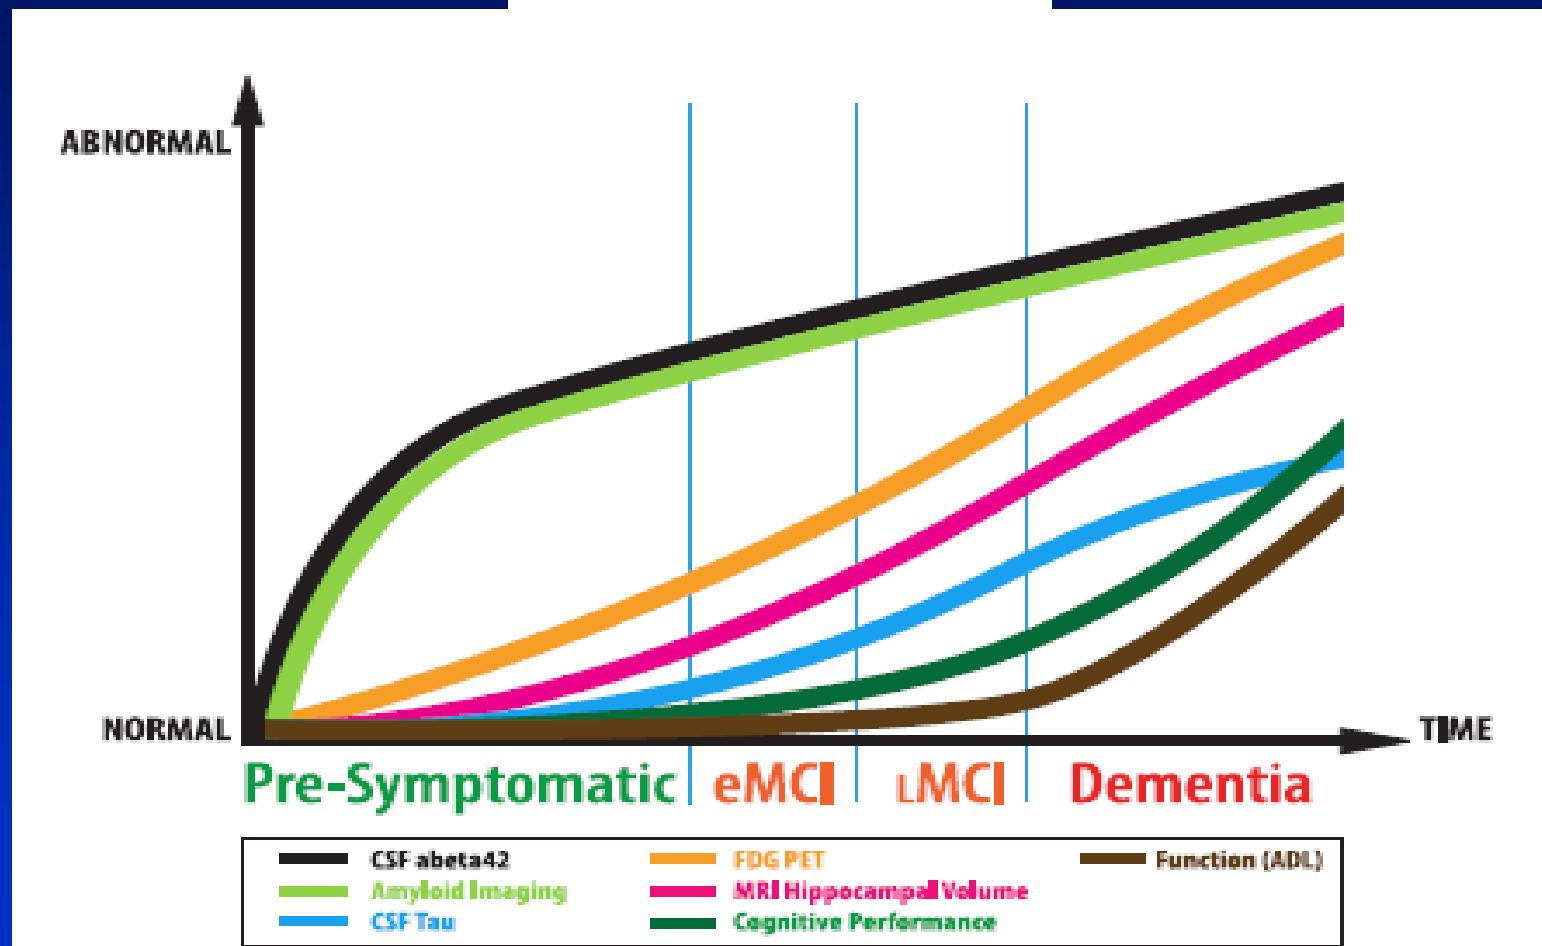 ABNORMAL
NORMAL
TIME
Pre-Symptomatic eMCI LMCI Dementia
CSF abeta42 FDG PET Function (ADL)
Amyloid Imaging MRI Hippocampal Volume
CSF Tau Cognitive Performance